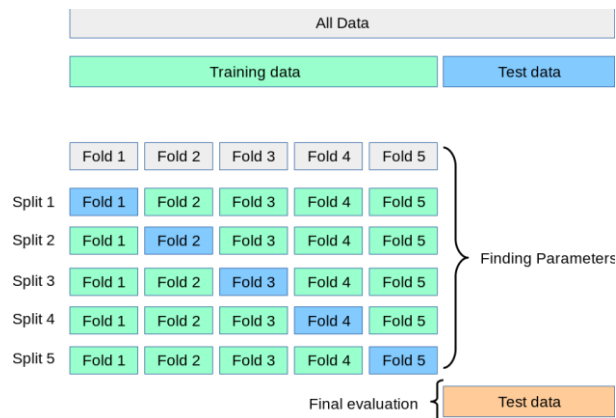 All Data
Training data Test data
Fold 1 Fold 2 Fold 3 Fold 4 Fold 5
Split 1 Fold 1 Fold 2 Fold 3 Fold 4 Fold 5
Split 2 Fold 1 Fold 2 Fold 3 Fold 4 Fold 5
Finding Parameters
Split 3 Fold 1 Fold 2 Fold 3 Fold 4 Fold 5
Split 4 Fold 1 Fold 2 Fold 3 Fold 4 Fold 5
Split 5 Fold 1 Fold 2 Fold 3 Fold 4 Fold 5
Final evaluation Test data